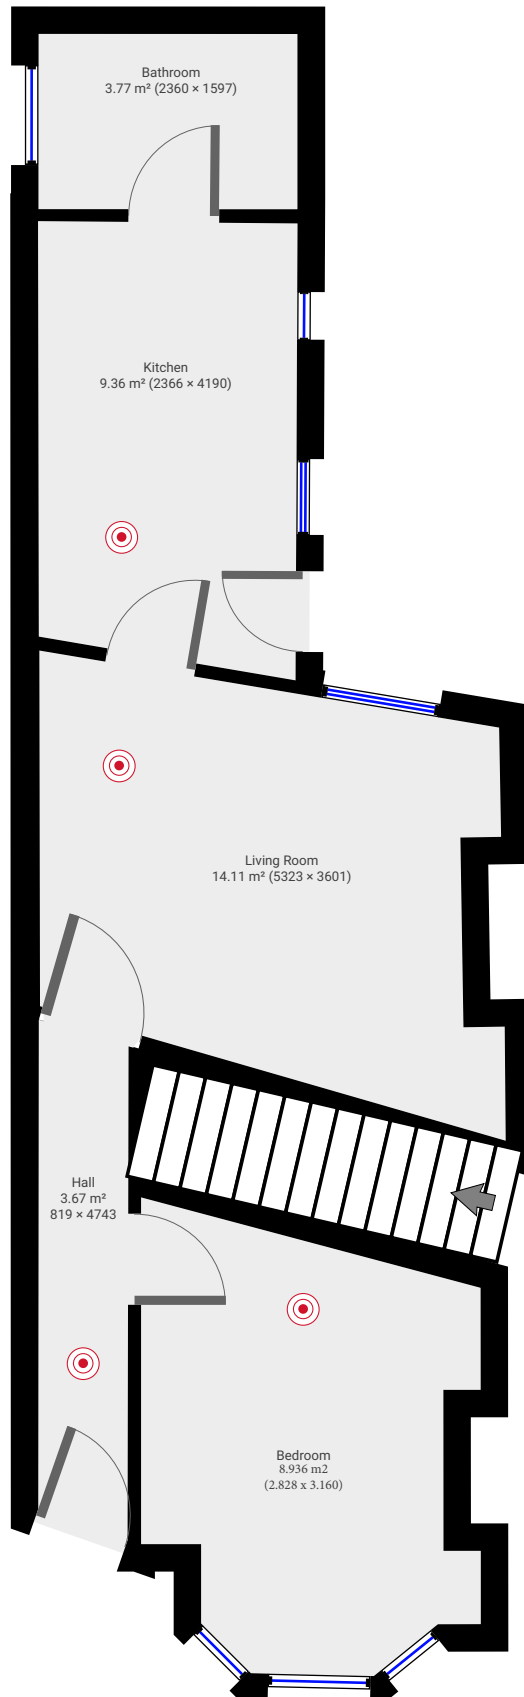 Bathroom
3.77 m² (2360 × 1597)
Kitchen
9.36 m² (2366 × 4190)
Living Room
14.11 m² (5323 × 3601)
Hall
3.67 m²
819 × 4743
Bedroom
8.936 m2
(2.828 x 3.160)